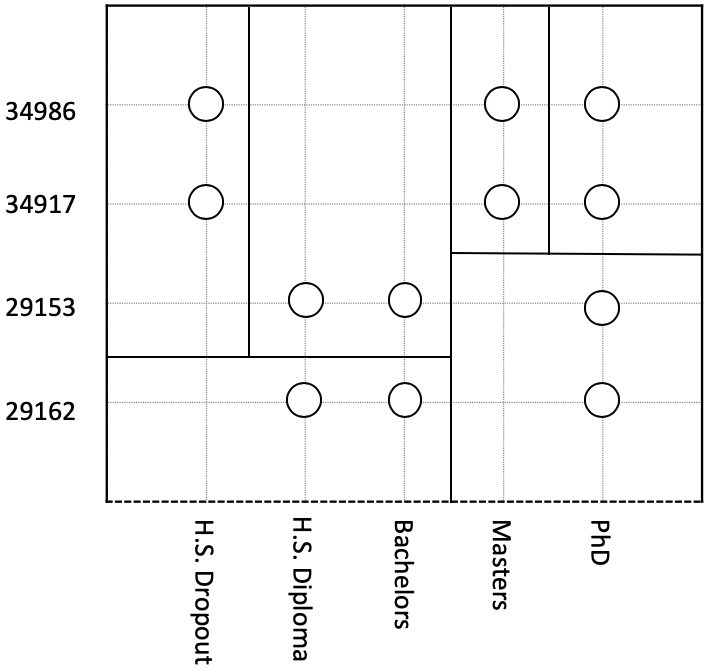 34986
34917
29153
29162
H.S. Dropout
H.S. Diploma
Bachelors
Masters
PhD